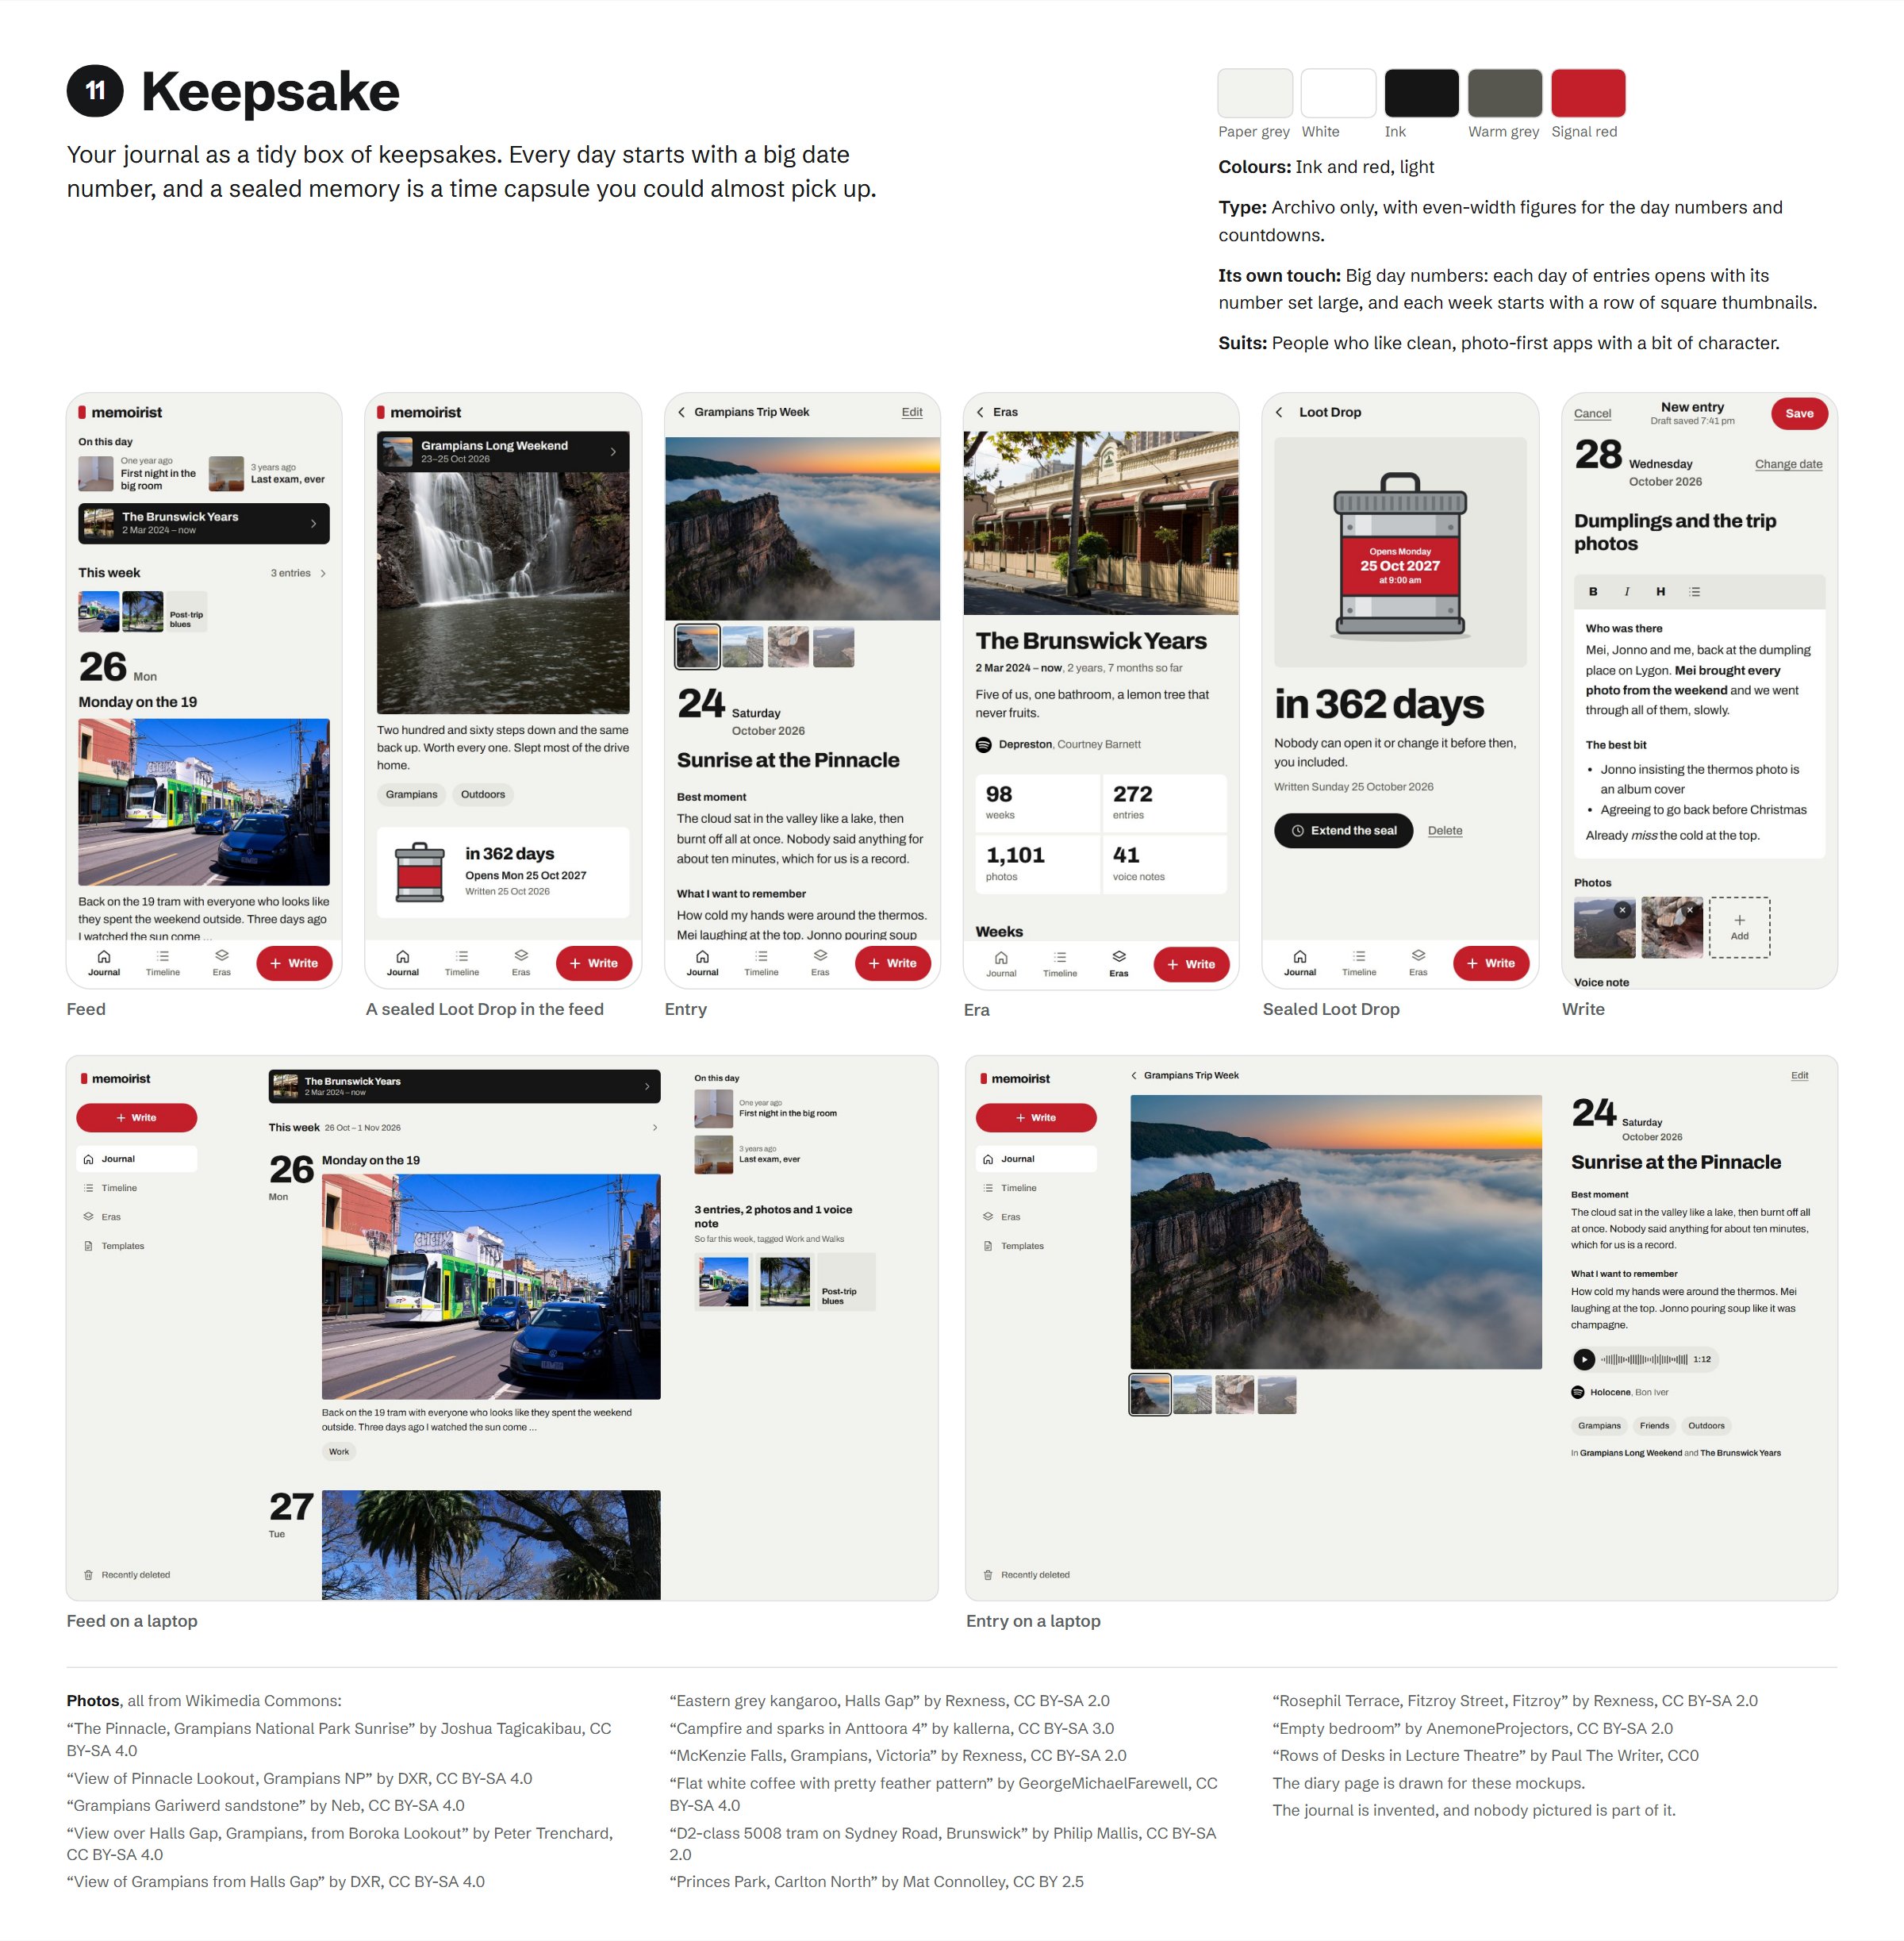 11 Keepsake
Your journal as a tidy box of keepsakes. Every day starts with a big date
number, and a sealed memory is a time capsule you could almost pick up.
Paper grey White Ink Warm grey Signal red
Colours: Ink and red, light
Type: Archivo only, with even-width figures for the day numbers and
countdowns.
Its own touch: Big day numbers: each day of entries opens with its
number set large, and each week starts with a row of square thumbnails.
Suits: People who like clean, photo-first apps with a bit of character.
memoirist
On this day
One year ago
First night in the
big room
3 years ago
Last exam, ever
The Brunswick Years
2 Mar 2024 – now
This week 3 entries
Post-trip
blues
26 Mon
Monday on the 19
Back on the 19 tram with everyone who looks like
they spent the weekend outside. Three days ago
I watched the sun come ...
Journal Timeline Eras + Write
Feed
memoirist
Grampians Long Weekend
23–25 Oct 2026
Two hundred and sixty steps down and the same
back up. Worth every one. Slept most of the drive
home.
Grampians Outdoors
in 362 days
Opens Mon 25 Oct 2027
Written 25 Oct 2026
Journal Timeline Eras + Write
A sealed Loot Drop in the feed
Grampians Trip Week Edit
24 Saturday
October 2026
Sunrise at the Pinnacle
Best moment
The cloud sat in the valley like a lake, then
burnt off all at once. Nobody said anything for
about ten minutes, which for us is a record.
What I want to remember
How cold my hands were around the thermos.
Mei laughing at the top. Jonno pouring soup
Journal Timeline Eras + Write
Entry
Eras
The Brunswick Years
2 Mar 2024 – now, 2 years, 7 months so far
Five of us, one bathroom, a lemon tree that
never fruits.
Depreston, Courtney Barnett
98 272
weeks entries
1,101 41
photos voice notes
Weeks
Journal Timeline Eras + Write
Era
Loot Drop
Opens Monday
25 Oct 2027
at 9:00 am
in 362 days
Nobody can open it or change it before then,
you included.
Written Sunday 25 October 2026
Extend the seal Delete
Journal Timeline Eras + Write
Sealed Loot Drop
Cancel New entry Save
Draft saved 7:41 pm
28 Wednesday Change date
October 2026
Dumplings and the trip
photos
B I H
Who was there
Mei, Jonno and me, back at the dumpling
place on Lygon. Mei brought every
photo from the weekend and we went
through all of them, slowly.
The best bit
• Jonno insisting the thermos photo is
an album cover
• Agreeing to go back before Christmas
Already miss the cold at the top.
Photos
+
Add
Voice note
Write
memoirist
+ Write
Journal
Timeline
Eras
Templates
Recently deleted
The Brunswick Years
2 Mar 2024 – now
This week 26 Oct – 1 Nov 2026
26 Monday on the 19
Mon
Back on the 19 tram with everyone who looks like they spent the weekend
outside. Three days ago I watched the sun come ...
Work
27
Tue
On this day
One year ago
First night in the big room
3 years ago
Last exam, ever
3 entries, 2 photos and 1 voice
note
So far this week, tagged Work and Walks
Post-trip
blues
Feed on a laptop
memoirist
+ Write
Journal
Timeline
Eras
Templates
Recently deleted
Grampians Trip Week Edit
24 Saturday
October 2026
Sunrise at the Pinnacle
Best moment
The cloud sat in the valley like a lake, then burnt off all
at once. Nobody said anything for about ten minutes,
which for us is a record.
What I want to remember
How cold my hands were around the thermos. Mei
laughing at the top. Jonno pouring soup like it was
champagne.
1:12
Holocene, Bon Iver
Grampians Friends Outdoors
In Grampians Long Weekend and The Brunswick Years
Entry on a laptop
Photos, all from Wikimedia Commons:
“The Pinnacle, Grampians National Park Sunrise” by Joshua Tagicakibau, CC
BY-SA 4.0
“View of Pinnacle Lookout, Grampians NP” by DXR, CC BY-SA 4.0
“Grampians Gariwerd sandstone” by Neb, CC BY-SA 4.0
“View over Halls Gap, Grampians, from Boroka Lookout” by Peter Trenchard,
CC BY-SA 4.0
“View of Grampians from Halls Gap” by DXR, CC BY-SA 4.0
“Eastern grey kangaroo, Halls Gap” by Rexness, CC BY-SA 2.0
“Campfire and sparks in Anttoora 4” by kallerna, CC BY-SA 3.0
“McKenzie Falls, Grampians, Victoria” by Rexness, CC BY-SA 2.0
“Flat white coffee with pretty feather pattern” by GeorgeMichaelFarewell, CC
BY-SA 4.0
“D2-class 5008 tram on Sydney Road, Brunswick” by Philip Mallis, CC BY-SA
2.0
“Princes Park, Carlton North” by Mat Connolley, CC BY 2.5
“Rosephil Terrace, Fitzroy Street, Fitzroy” by Rexness, CC BY-SA 2.0
“Empty bedroom” by AnemoneProjectors, CC BY-SA 2.0
“Rows of Desks in Lecture Theatre” by Paul The Writer, CC0
The diary page is drawn for these mockups.
The journal is invented, and nobody pictured is part of it.